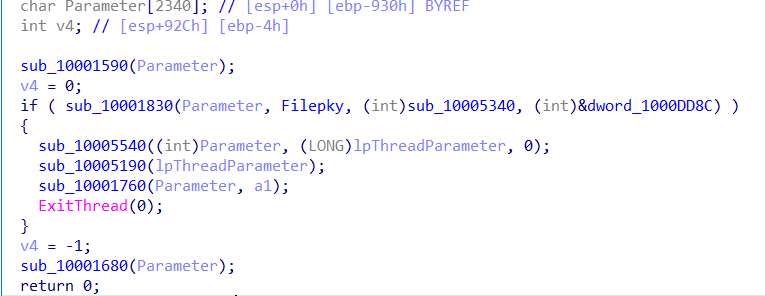 char Parameter[2340]; // [esp+0h] [ebp-930h] BYREF
int v4; // [esp+92Ch] [ebp-4h]
sub_10001590(Parameter);
v4 = 0;
if ( sub_10001830(Parameter, Filepky, (int)sub_10005340, (int)&dword_1000DD8C) )
{
sub_10005540((int)Parameter, (LONG)lpThreadParameter, 0);
sub_10005190(lpThreadParameter);
sub_10001760(Parameter, a1);
ExitThread(0);
}
v4 = -1;
sub_10001680(Parameter);
return 0;